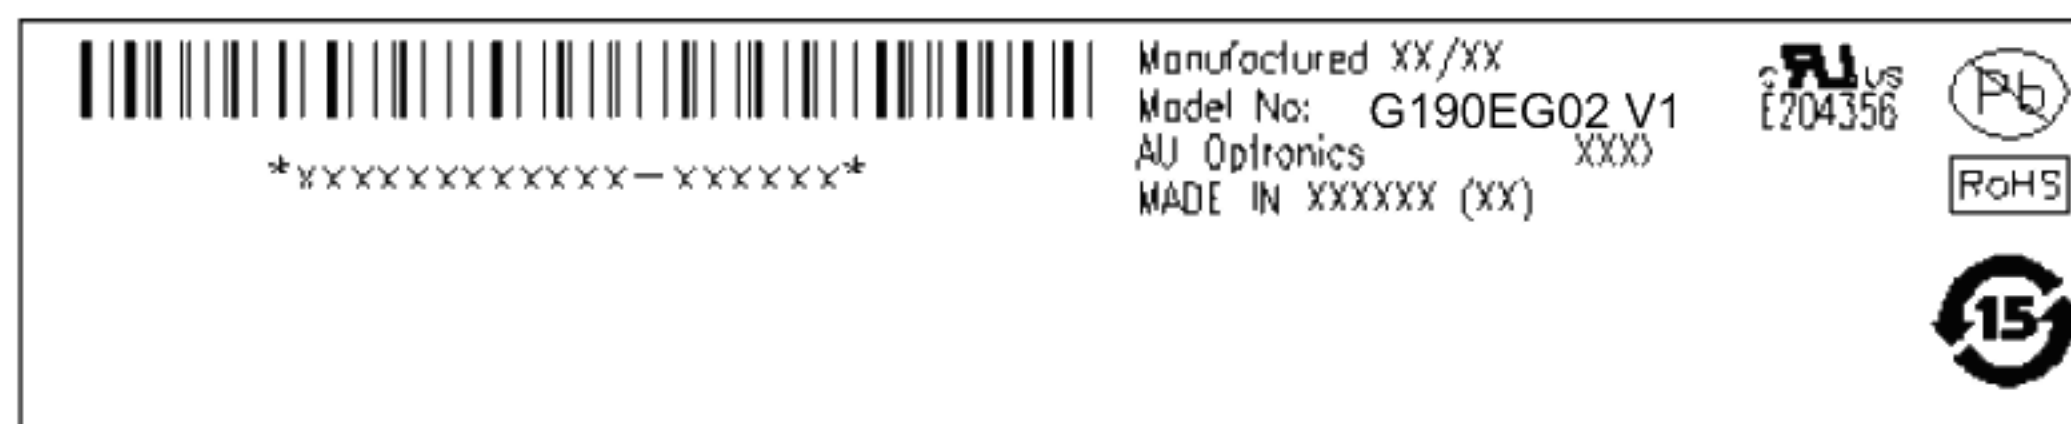 *XXXXXXXXXXXX-XXXXXX*
Manufactured XX/XX
Model No: G190EG02 V1
AU Optronics XXX
MADE IN XXXXXX (XX)
c US
E204356
Pb
RoHS
15